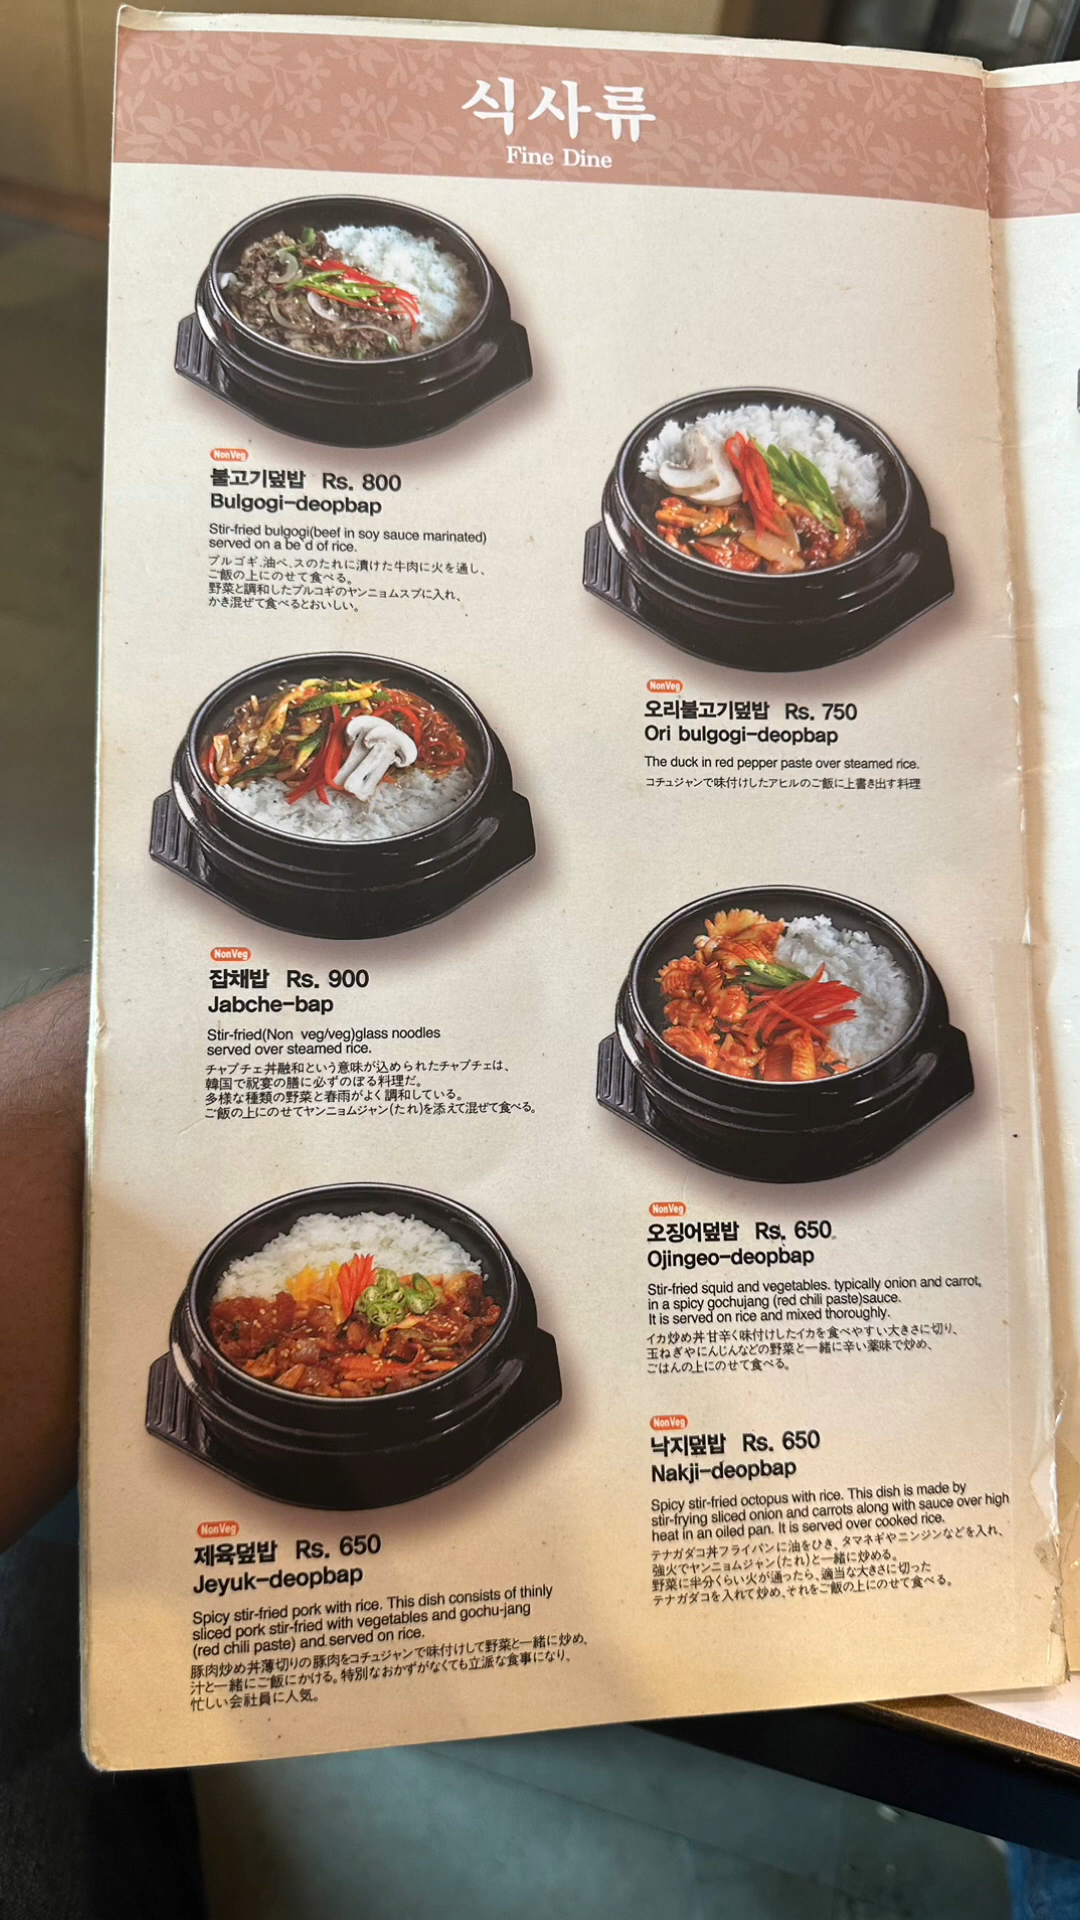 식사류
Fine Dine
NonVeg
불고기덮밥 Rs. 800
Bulgogi-deopbap
Stir-fried bulgogi(beef in soy sauce marinated)
served on a be d of rice.
プルゴギ.油ベ.スのたれに漬けた牛肉に火を通し、
ご飯の上にのせて食べる。
野菜と調和したプルコギのヤンニョムスプに入れ、
かき混ぜて食べるとおいしい。
NonVeg
오리불고기덮밥 Rs. 750
Ori bulgogi-deopbap
The duck in red pepper paste over steamed rice.
コチュジャンで味付けしたアヒルのご飯に上書き出す料理
NonVeg
잡채밥 Rs. 900
Jabche-bap
Stir-fried(Non veg/veg)glass noodles
served over steamed rice.
チャプチェ丼融和という意味が込められたチャプチェは、
韓国で祝宴の膳に必ずのぼる料理だ。
多様な種類の野菜と春雨がよく調和している。
ご飯の上にのせてヤンニョムジャン(たれ)を添えて混ぜて食べる。
NonVeg
오징어덮밥 Rs. 650
Ojingeo-deopbap
Stir-fried squid and vegetables. typically onion and carrot,
in a spicy gochujang (red chili paste)sauce.
It is served on rice and mixed thoroughly.
イカ炒め丼甘辛く味付けしたイカを食べやすい大きさに切り、
玉ねぎやにんじんなどの野菜と一緒に辛い薬味で炒め、
ごはんの上にのせて食べる。
NonVeg
제육덮밥 Rs. 650
Jeyuk-deopbap
Spicy stir-fried pork with rice. This dish consists of thinly
sliced pork stir-fried with vegetables and gochu-jang
(red chili paste) and served on rice.
豚肉炒め丼薄切りの豚肉をコチュジャンで味付けして野菜と一緒に炒め、
汁と一緒にご飯にかける。特別なおかずがなくても立派な食事になり、
忙しい会社員に人気。
NonVeg
낙지덮밥 Rs. 650
Nakji-deopbap
Spicy stir-fried octopus with rice. This dish is made by
stir-frying sliced onion and carrots along with sauce over high
heat in an oiled pan. It is served over cooked rice.
テナガダコ丼フライパンに油をひき、タマネギやニンジンなどを入れ、
強火でヤンニョムジャン(たれ)と一緒に炒める。
野菜に半分くらい火が通ったら、適当な大きさに切った
テナガダコを入れて炒め、それをご飯の上にのせて食べる。